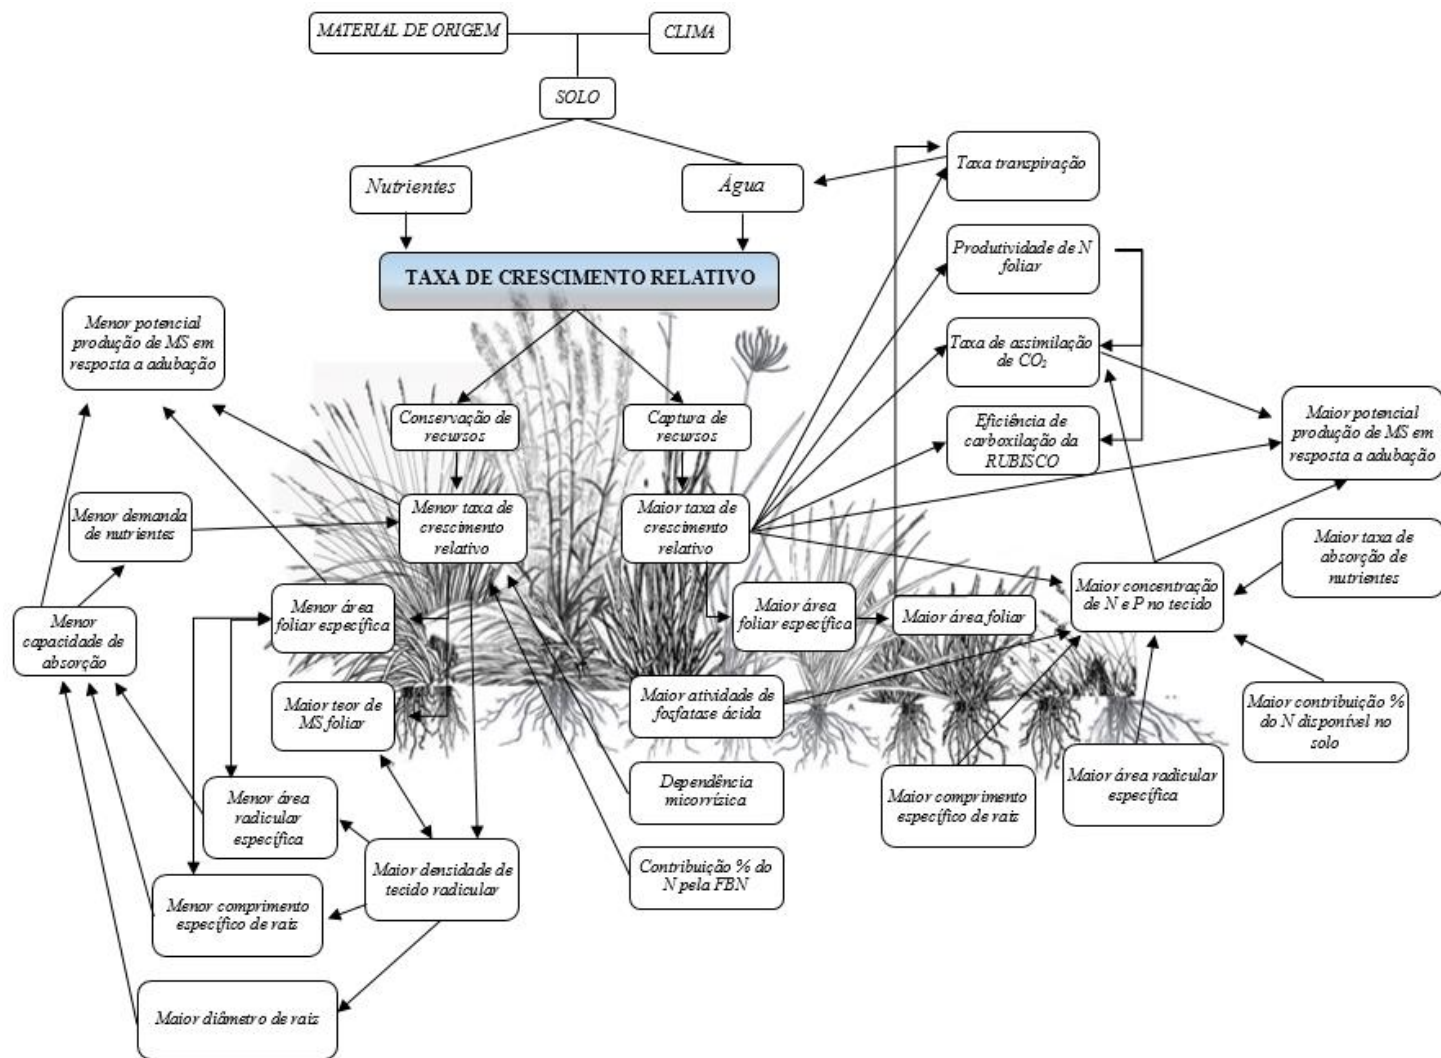 MATERIAL DE ORIGEM
CLIMA
SOLO
Nutrientes
Água
Taxa transpiração
TAXA DE CRESCIMENTO RELATIVO
Produtividade de N
foliar
Taxa de assimilação
de CO₂
Eficiência de
carboxilação da
RUBISCO
Menor potencial
produção de MS em
resposta a adubação
Conservação de
recursos
Captura de
recursos
Maior potencial
produção de MS em
resposta a adubação
Menor demanda
de nutrientes
Menor taxa de
crescimento
relativo
Maior taxa de
crescimento
relativo
Maior taxa de
absorção de
nutrientes
Menor área
foliar específica
Maior área
foliar específica
Maior área foliar
Maior concentração
de N e P no tecido
Menor
capacidade de
absorção
Maior teor de
MS foliar
Maior atividade de
fosfatase ácida
Maior contribuição %
do N disponível no
solo
Menor área
radicular
específica
Dependência
micorrízica
Maior comprimento
específico de raiz
Maior área radicular
específica
Maior densidade de
tecido radicular
Contribuição % do
N pela FBN
Menor comprimento
específico de raiz
Maior diâmetro de raiz